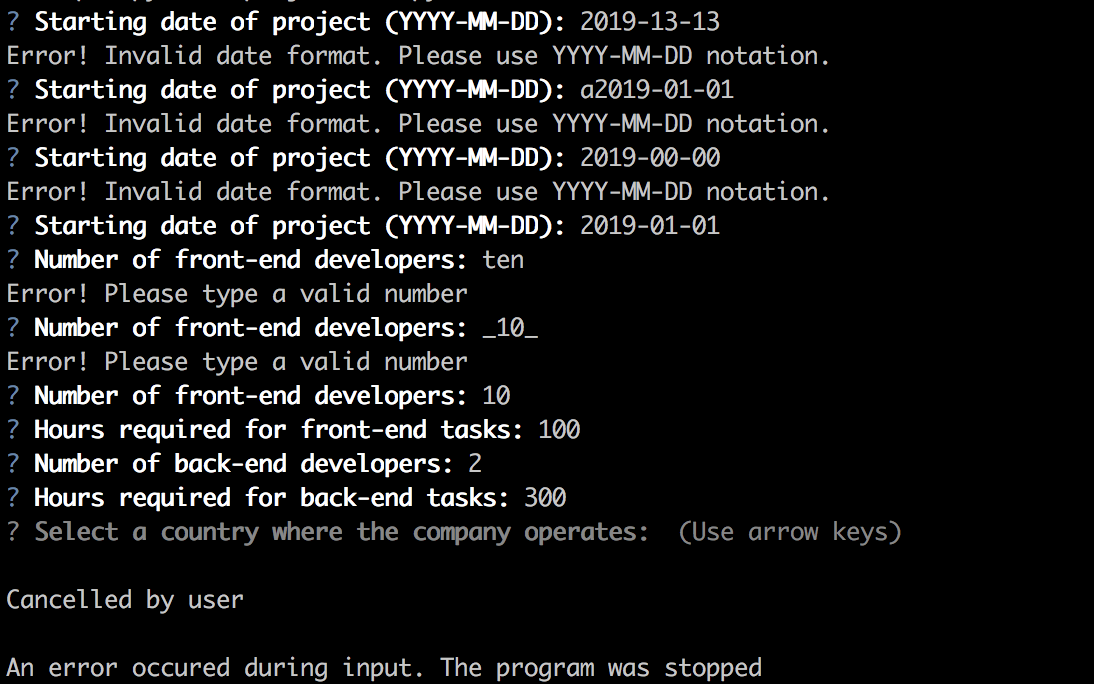 ? Starting date of project (YYYY-MM-DD): 2019-13-13
Error! Invalid date format. Please use YYYY-MM-DD notation.
? Starting date of project (YYYY-MM-DD): a2019-01-01
Error! Invalid date format. Please use YYYY-MM-DD notation.
? Starting date of project (YYYY-MM-DD): 2019-00-00
Error! Invalid date format. Please use YYYY-MM-DD notation.
? Starting date of project (YYYY-MM-DD): 2019-01-01
? Number of front-end developers: ten
Error! Please type a valid number
? Number of front-end developers: _10_
Error! Please type a valid number
? Number of front-end developers: 10
? Hours required for front-end tasks: 100
? Number of back-end developers: 2
? Hours required for back-end tasks: 300
? Select a country where the company operates:  (Use arrow keys)
Cancelled by user
An error occured during input. The program was stopped